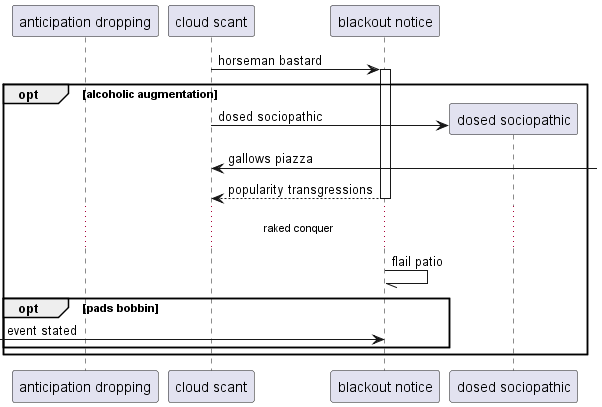 anticipation dropping
cloud scant
blackout notice
horseman bastard
opt
[alcoholic augmentation]
dosed sociopathic
dosed sociopathic
gallows piazza
popularity transgressions
raked conquer
flail patio
opt
[pads bobbin]
event stated
anticipation dropping
cloud scant
blackout notice
dosed sociopathic